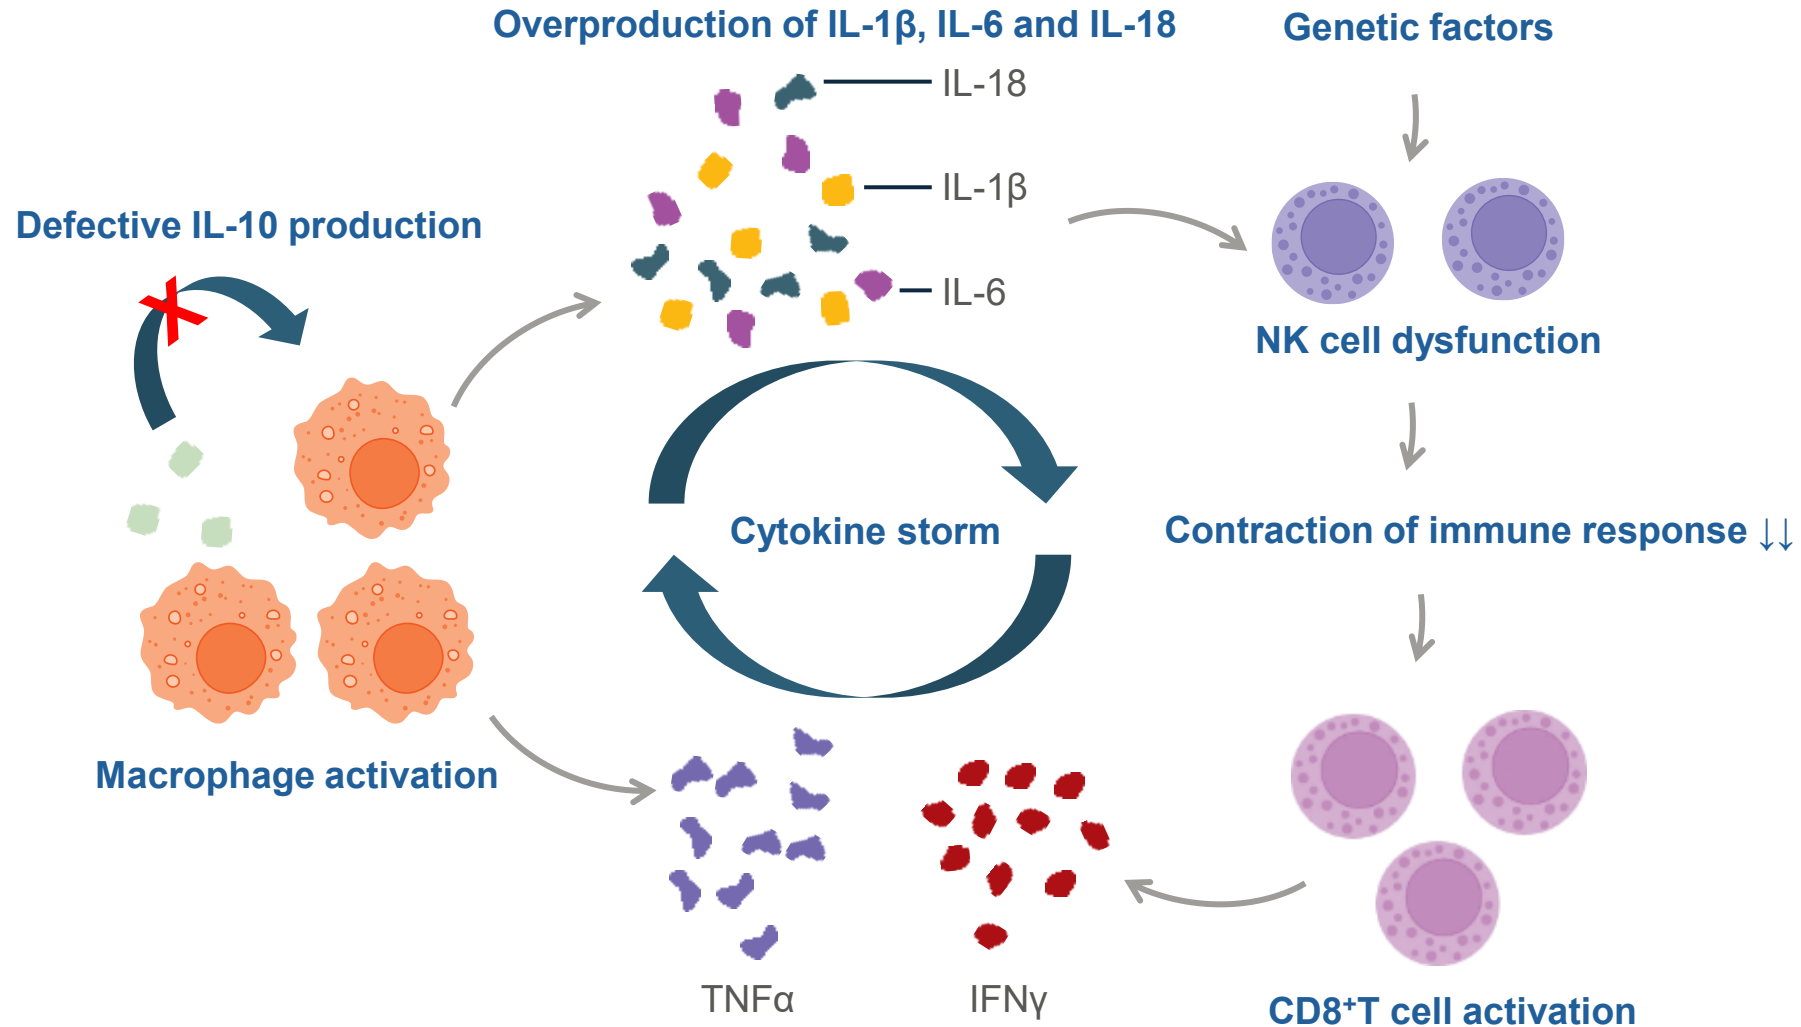 Overproduction of IL-1β, IL-6 and IL-18
Genetic factors
IL-18
IL-1β
IL-6
Defective IL-10 production
X
NK cell dysfunction
Cytokine storm
Contraction of immune response ↓↓
Macrophage activation
TNFα
IFNγ
CD8⁺T cell activation